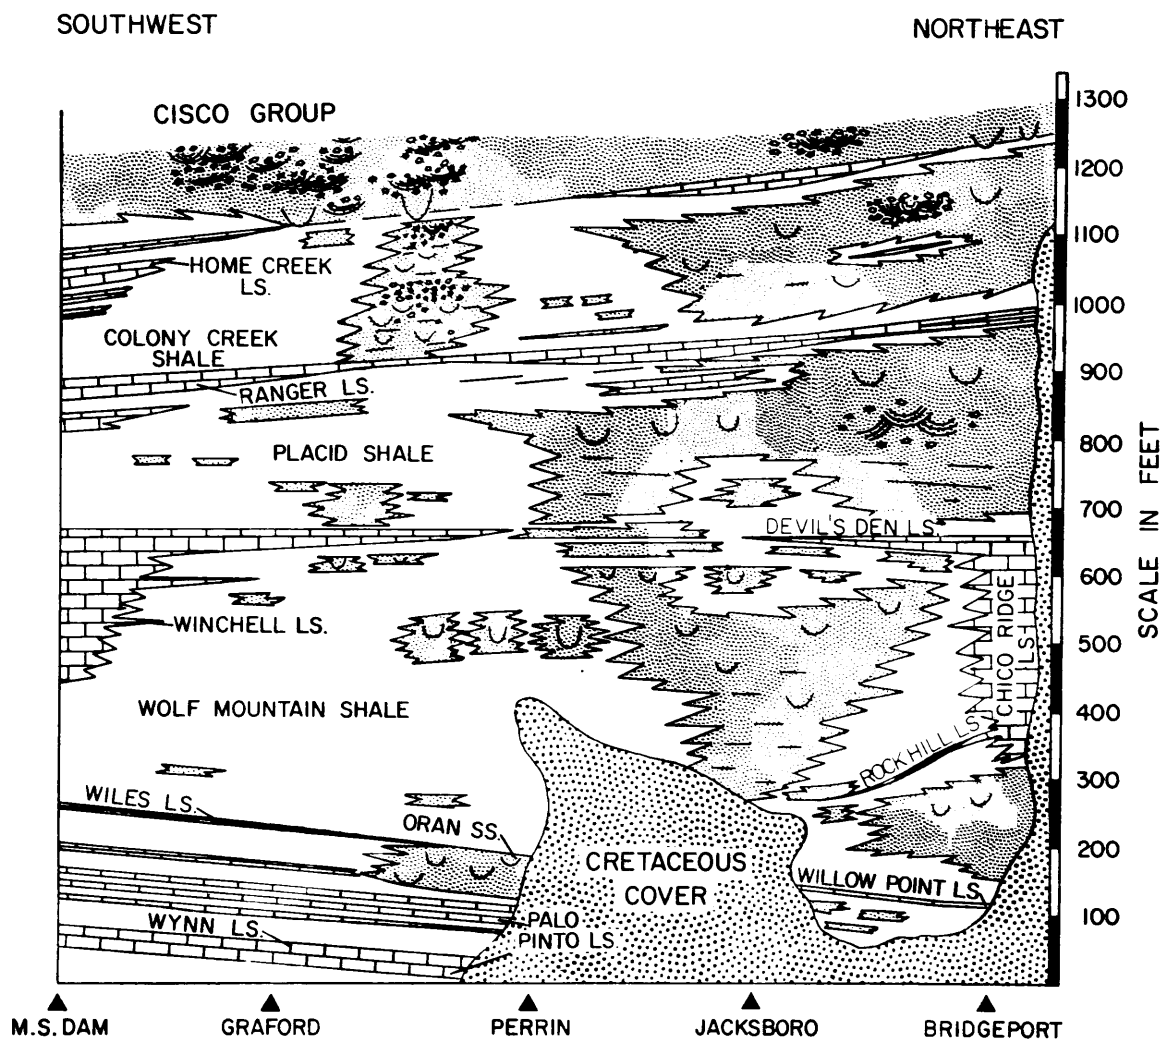 SOUTHWEST
NORTHEAST
CISCO GROUP
1300
1200
1100
1000
900
800
700
600
500
400
300
200
100
SCALE IN FEET
HOME CREEK
LS.
COLONY CREEK
SHALE
RANGER LS.
PLACID SHALE
DEVIL'S DEN LS.
WINCHELL LS.
CHICO RIDGE
LS.
WOLF MOUNTAIN SHALE
ROCK HILL LS.
WILES LS.
ORAN SS.
CRETACEOUS
COVER
WILLOW POINT LS.
WYNN LS.
PALO
PINTO LS.
M.S. DAM
GRAFORD
PERRIN
JACKSBORO
BRIDGEPORT